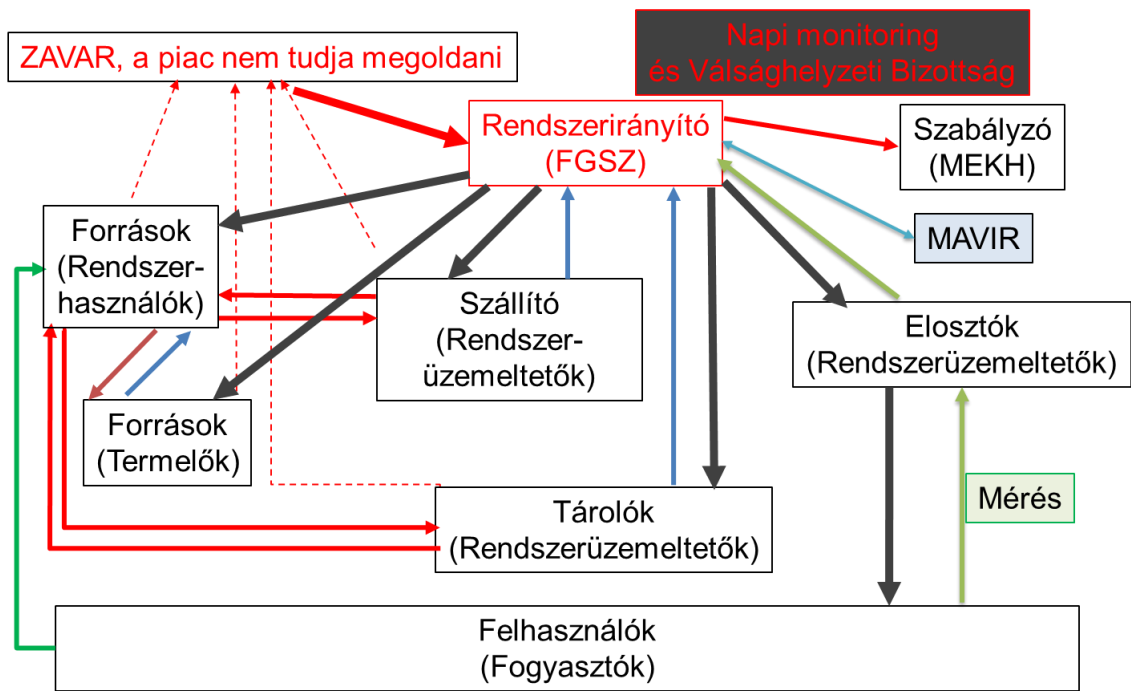 ZAVAR, a piac nem tudja megoldani
Napi monitoring
és Válsághelyzeti Bizottság
Rendszerirányító
(FGSZ)
Szabályzó
(MEKH)
MAVIR
Források
(Rendszer-
használók)
Szállító
(Rendszer-
üzemeltetők)
Elosztók
(Rendszerüzemeltetők)
Források
(Termelők)
Tárolók
(Rendszerüzemeltetők)
Mérés
Felhasználók
(Fogyasztók)